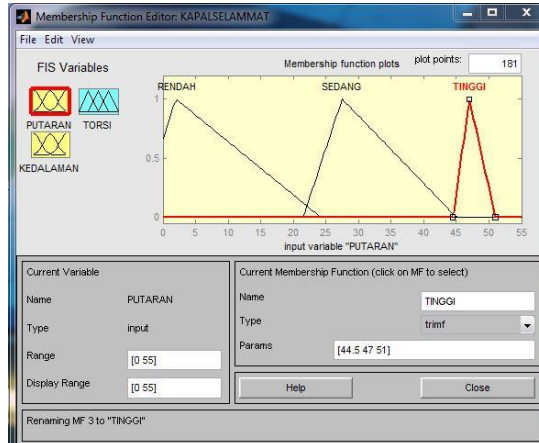 Membership Function Editor: KAPALSELAMMAT
File Edit View
FIS Variables
Membership function plots plot points: 181
PUTARAN TORSI
KEDALAMAN
RENDAH SEDANG TINGGI
1
0.5
0
0 5 10 15 20 25 30 35 40 45 50 55
input variable "PUTARAN"
Current Variable
Name PUTARAN
Type input
Range [0 55]
Display Range [0 55]
Current Membership Function (click on MF to select)
Name TINGGI
Type trimf
Params [44.5 47 51]
Help Close
Renaming MF 3 to "TINGGI"